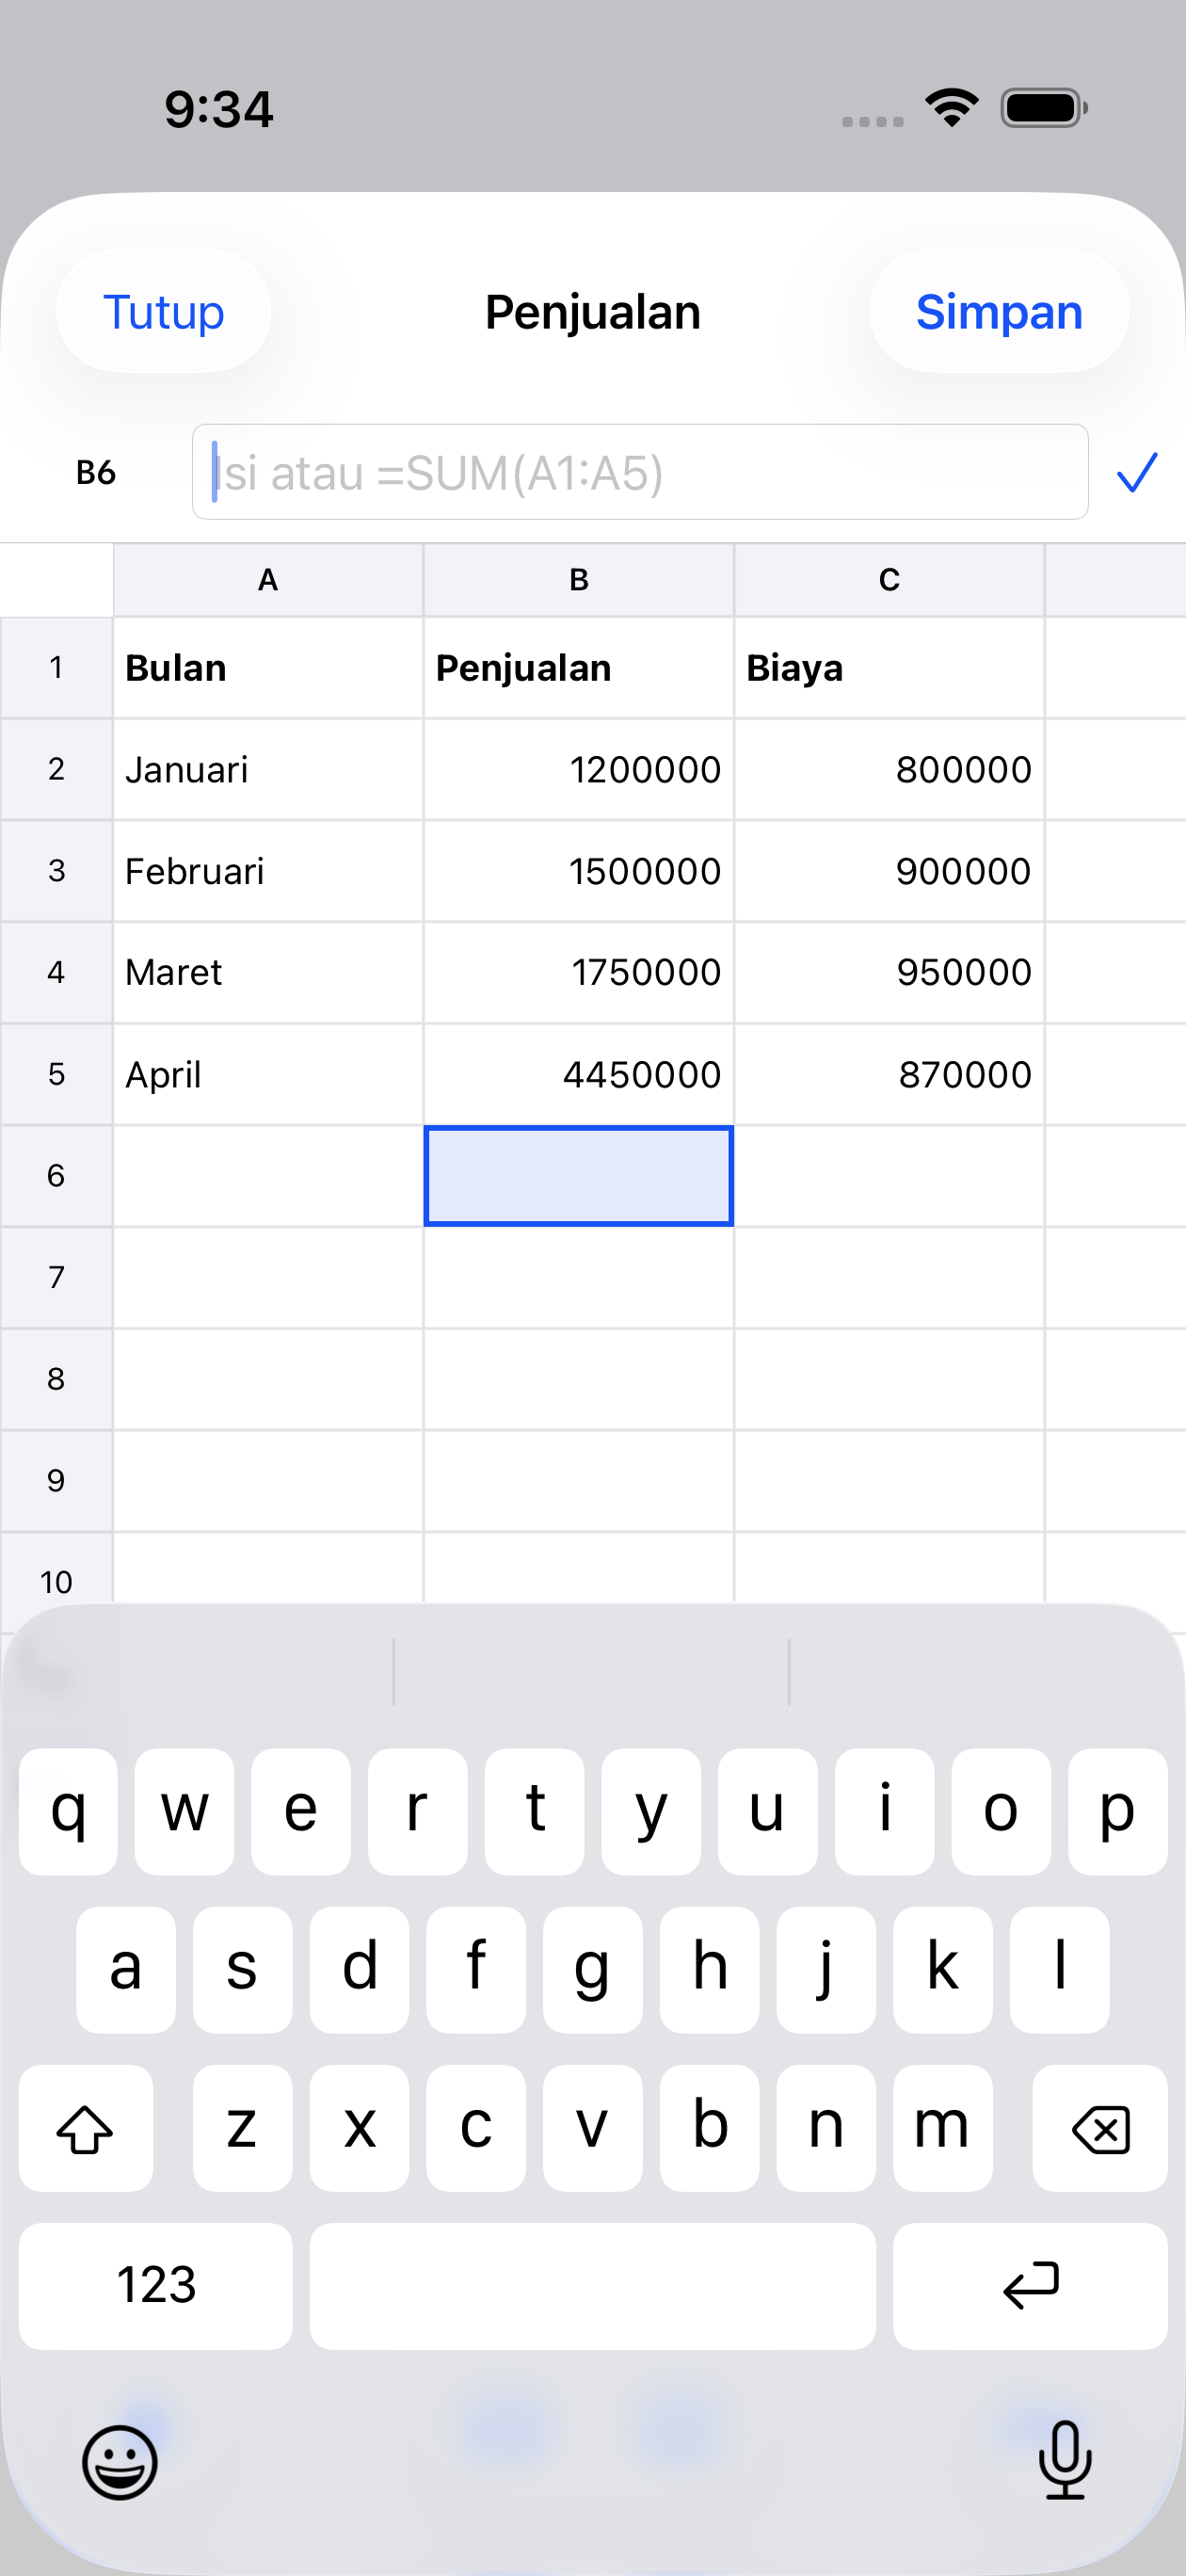 9:34
Tutup Penjualan Simpan
B6 Isi atau =SUM(A1:A5)
A B C
1 Bulan Penjualan Biaya
2 Januari 1200000 800000
3 Februari 1500000 900000
4 Maret 1750000 950000
5 April 4450000 870000
6
7
8
9
10
q w e r t y u i o p
a s d f g h j k l
z x c v b n m
123